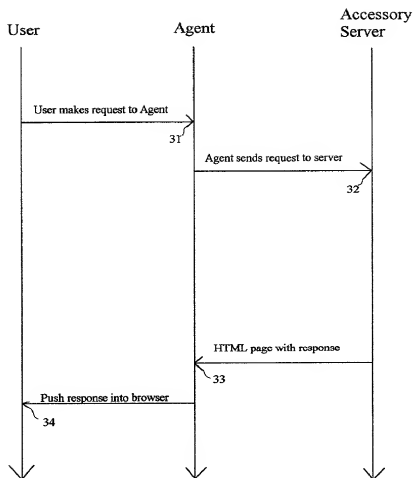 User
Agent
Accessory
Server
User makes request to Agent
31
Agent sends request to server
32
HTML page with response
33
Push response into browser
34